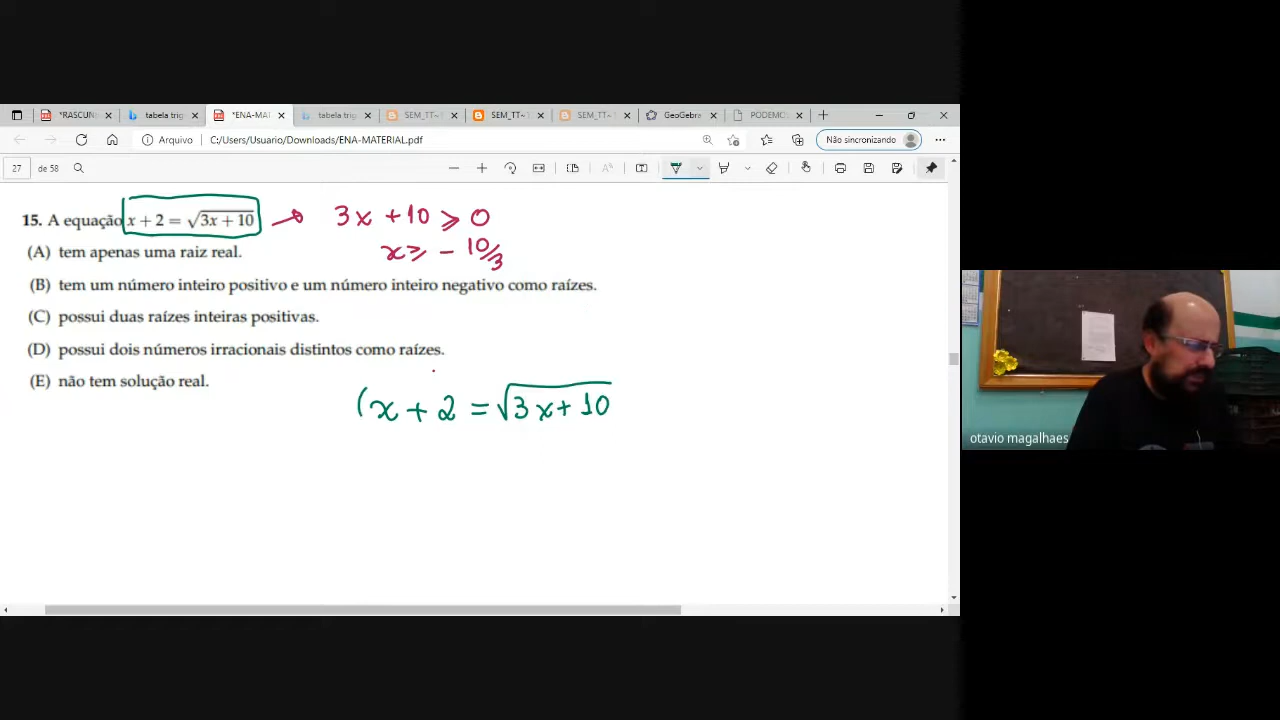 *RASCUN
tabela trig
*ENA-MAT
tabela trig
SEM_TT~
SEM_TT~
SEM_TT~
GeoGebra
PODEMO
Arquivo
C:/Users/Usuario/Downloads/ENA-MATERIAL.pdf
Não sincronizando
27 de 58
15. A equação x + 2 = √3x + 10
3x + 10 ≥ 0
(A) tem apenas uma raiz real.
x ≥ - 10/3
(B) tem um número inteiro positivo e um número inteiro negativo como raízes.
(C) possui duas raízes inteiras positivas.
(D) possui dois números irracionais distintos como raízes.
(E) não tem solução real.
(x + 2 = √3x + 10
otavio magalhaes